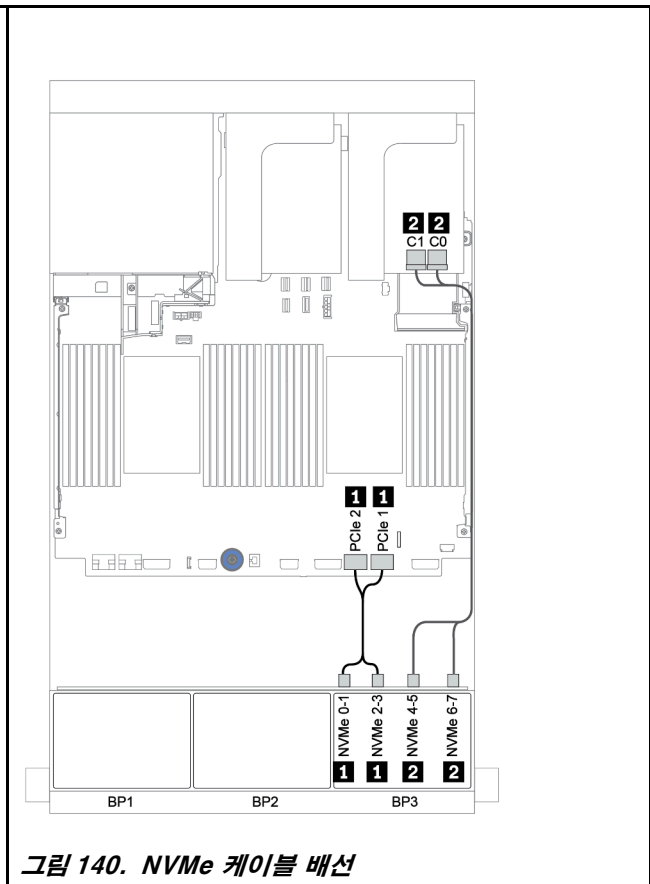 2 2
C1 C0
1 1
PCIe 2
PCIe 1
NVMe 0-1
NVMe 2-3
NVMe 4-5
NVMe 6-7
1 1 2 2
BP1 BP2 BP3
그림 140. NVMe 케이블 배선